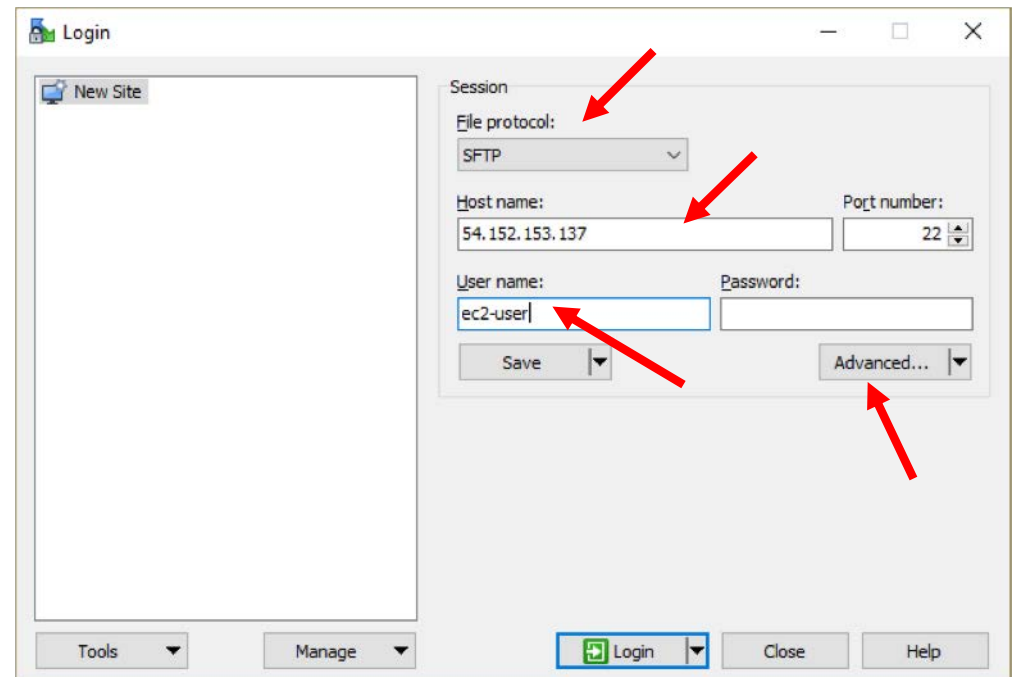 Login
New Site
Session
File protocol:
SFTP
Host name: Port number:
54.152.153.137 22
User name: Password:
ec2-user
Save Advanced...
Tools Manage Login Close Help